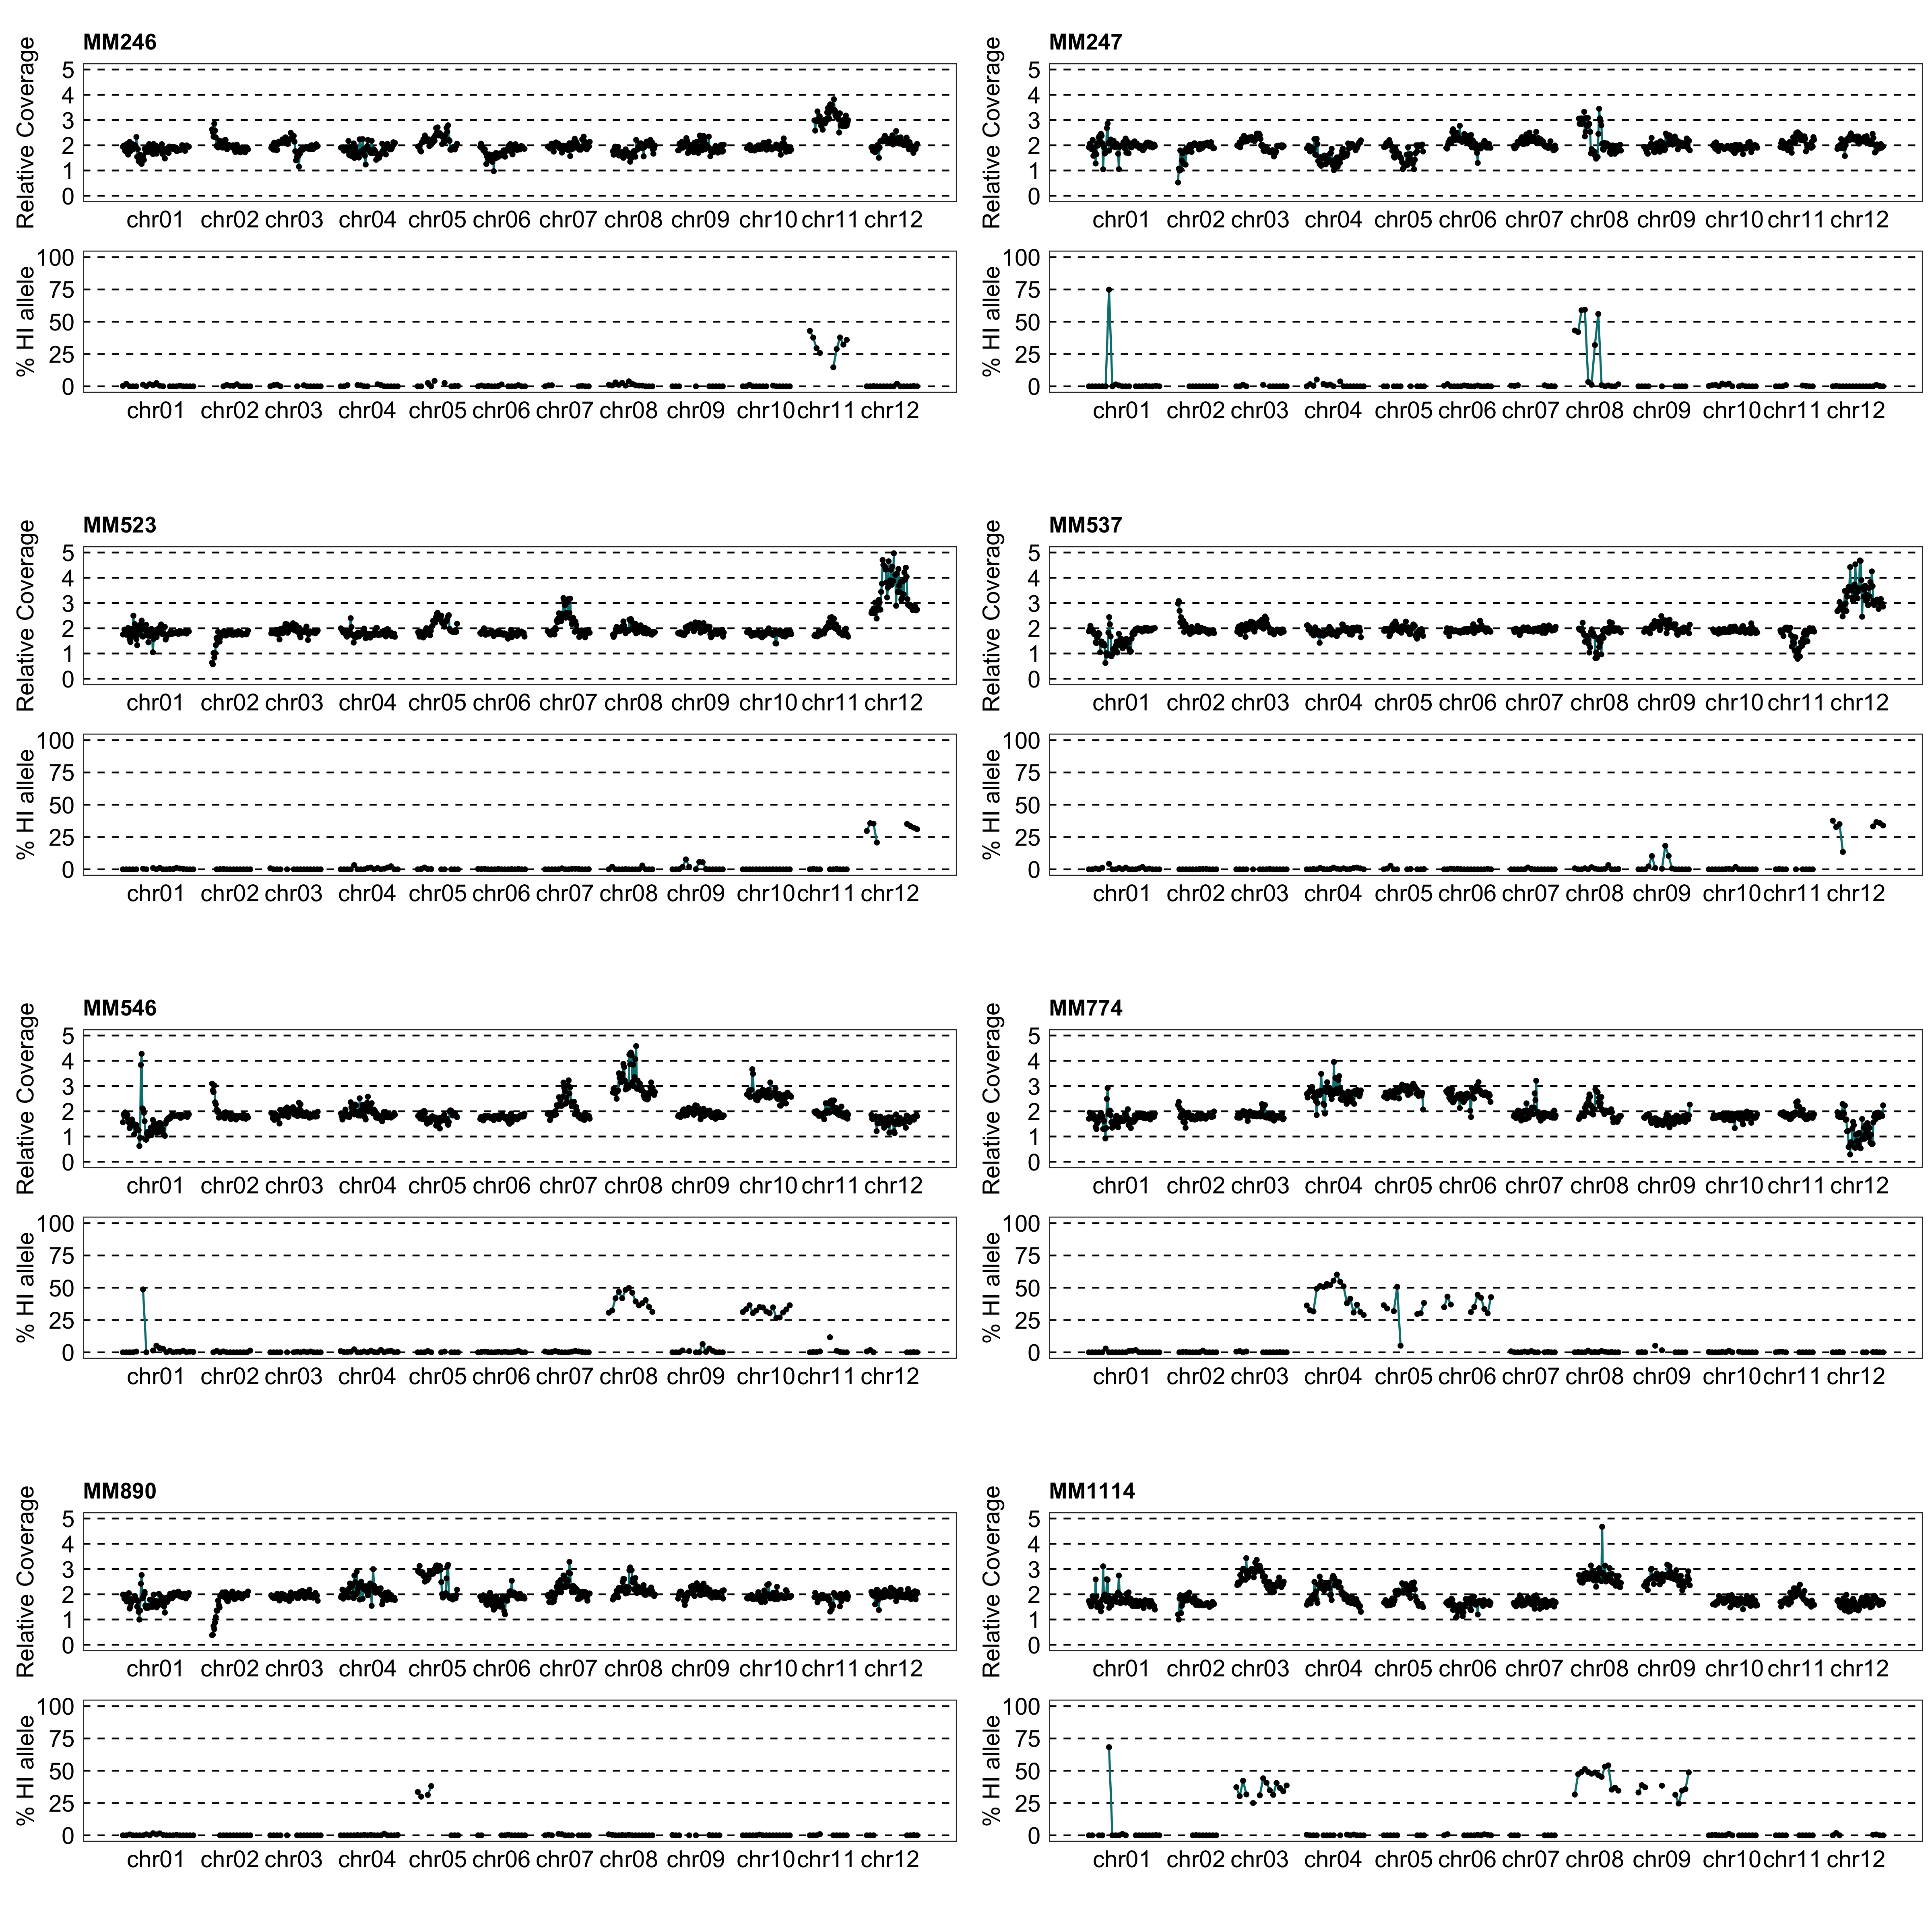 MM246
Relative Coverage
5
4
3
2
1
0
chr01 chr02 chr03 chr04 chr05 chr06 chr07 chr08 chr09 chr10 chr11 chr12
% HI allele
100
75
50
25
0
chr01 chr02 chr03 chr04 chr05 chr06 chr07 chr08 chr09 chr10 chr11 chr12
MM247
Relative Coverage
5
4
3
2
1
0
chr01 chr02 chr03 chr04 chr05 chr06 chr07 chr08 chr09 chr10 chr11 chr12
% HI allele
100
75
50
25
0
chr01 chr02 chr03 chr04 chr05 chr06 chr07 chr08 chr09 chr10 chr11 chr12
MM523
Relative Coverage
5
4
3
2
1
0
chr01 chr02 chr03 chr04 chr05 chr06 chr07 chr08 chr09 chr10 chr11 chr12
% HI allele
100
75
50
25
0
chr01 chr02 chr03 chr04 chr05 chr06 chr07 chr08 chr09 chr10 chr11 chr12
MM537
Relative Coverage
5
4
3
2
1
0
chr01 chr02 chr03 chr04 chr05 chr06 chr07 chr08 chr09 chr10 chr11 chr12
% HI allele
100
75
50
25
0
chr01 chr02 chr03 chr04 chr05 chr06 chr07 chr08 chr09 chr10 chr11 chr12
MM546
Relative Coverage
5
4
3
2
1
0
chr01 chr02 chr03 chr04 chr05 chr06 chr07 chr08 chr09 chr10 chr11 chr12
% HI allele
100
75
50
25
0
chr01 chr02 chr03 chr04 chr05 chr06 chr07 chr08 chr09 chr10 chr11 chr12
MM774
Relative Coverage
5
4
3
2
1
0
chr01 chr02 chr03 chr04 chr05 chr06 chr07 chr08 chr09 chr10 chr11 chr12
% HI allele
100
75
50
25
0
chr01 chr02 chr03 chr04 chr05 chr06 chr07 chr08 chr09 chr10 chr11 chr12
MM890
Relative Coverage
5
4
3
2
1
0
chr01 chr02 chr03 chr04 chr05 chr06 chr07 chr08 chr09 chr10 chr11 chr12
% HI allele
100
75
50
25
0
chr01 chr02 chr03 chr04 chr05 chr06 chr07 chr08 chr09 chr10 chr11 chr12
MM1114
Relative Coverage
5
4
3
2
1
0
chr01 chr02 chr03 chr04 chr05 chr06 chr07 chr08 chr09 chr10 chr11 chr12
% HI allele
100
75
50
25
0
chr01 chr02 chr03 chr04 chr05 chr06 chr07 chr08 chr09 chr10 chr11 chr12